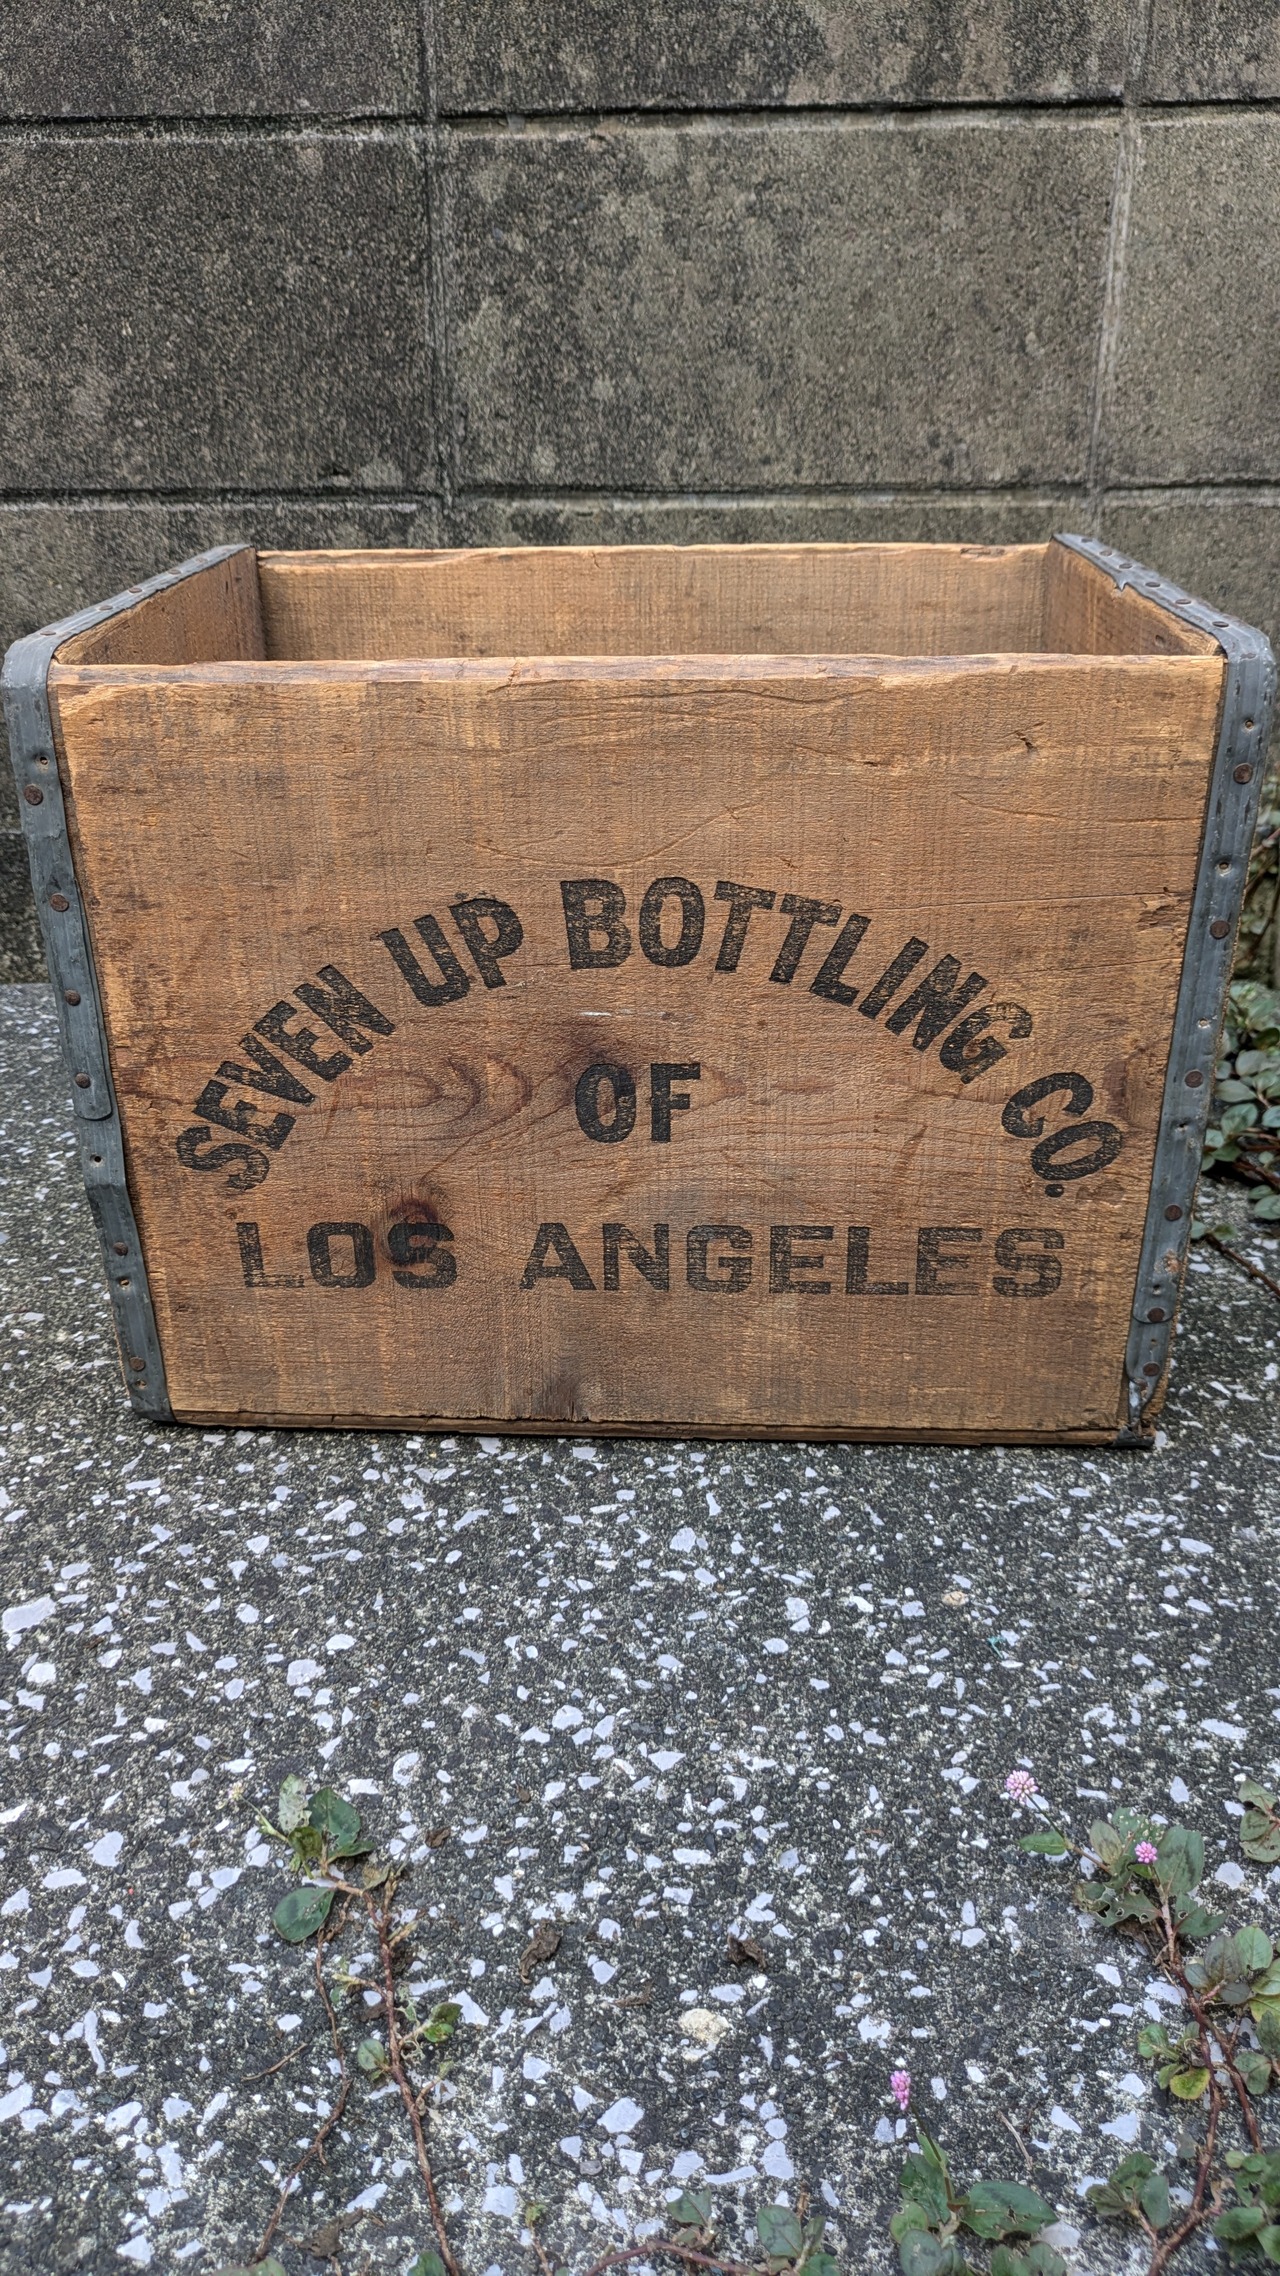 SEVEN UP BOTTLING CO.
OF
LOS ANGELES